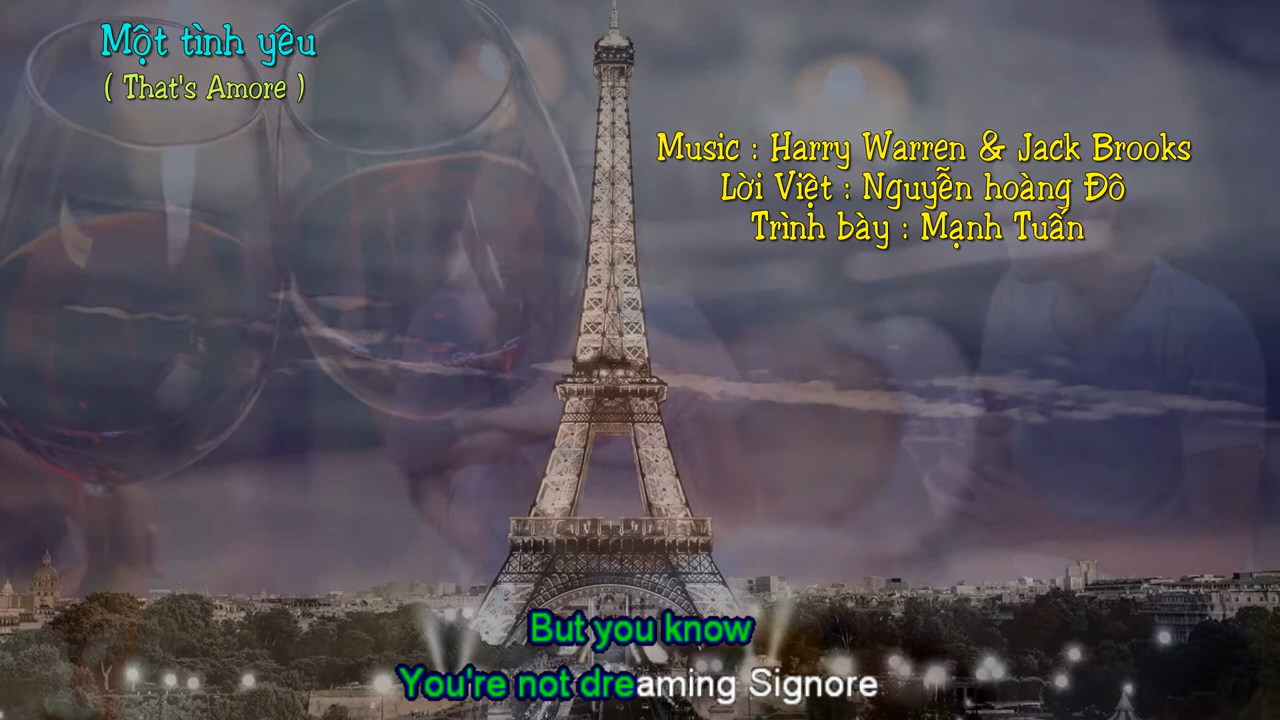 Một tình yêu
( That's Amore )
Music : Harry Warren & Jack Brooks
Lời Việt : Nguyễn hoàng Đô
Trình bày : Mạnh Tuấn
But you know
You're not dreaming Signore